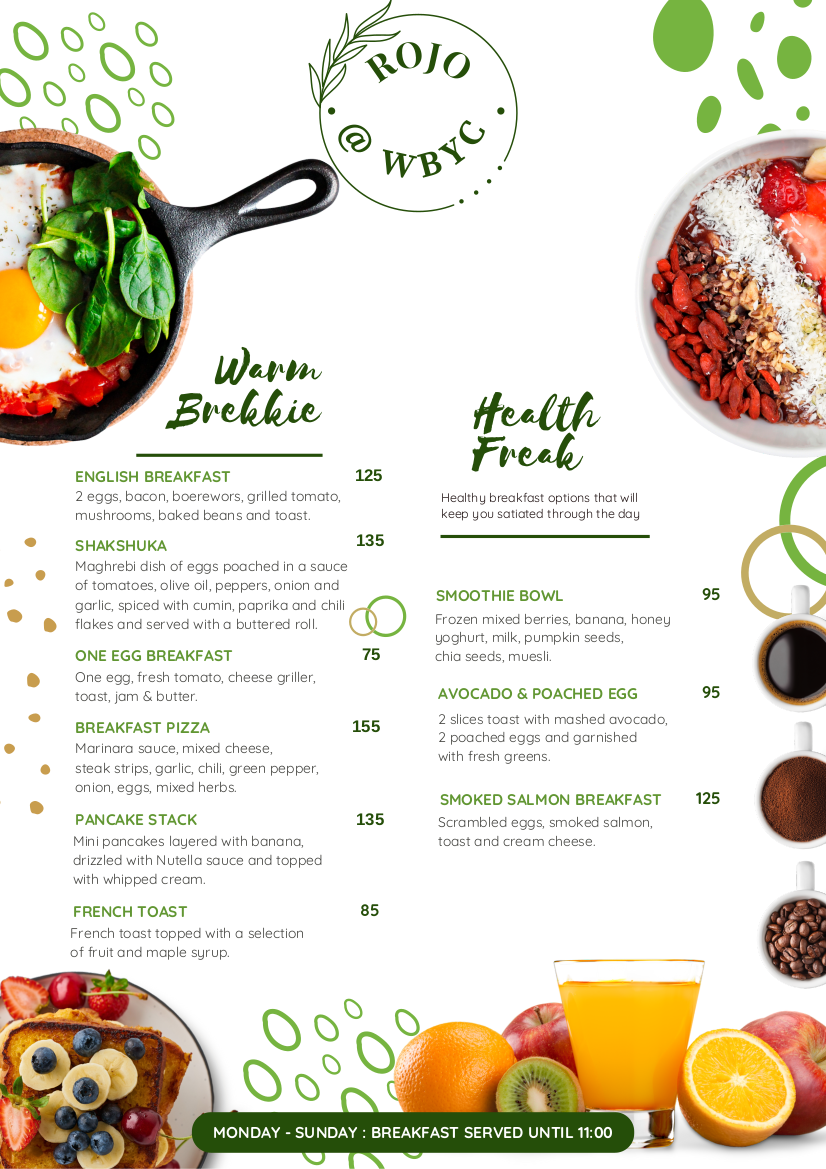 ROJO
@ WBYC
Warm
Brekkie
ENGLISH BREAKFAST 125
2 eggs, bacon, boerewors, grilled tomato,
mushrooms, baked beans and toast.
SHAKSHUKA 135
Maghrebi dish of eggs poached in a sauce
of tomatoes, olive oil, peppers, onion and
garlic, spiced with cumin, paprika and chili
flakes and served with a buttered roll.
ONE EGG BREAKFAST 75
One egg, fresh tomato, cheese griller,
toast, jam & butter.
BREAKFAST PIZZA 155
Marinara sauce, mixed cheese,
steak strips, garlic, chili, green pepper,
onion, eggs, mixed herbs.
PANCAKE STACK 135
Mini pancakes layered with banana,
drizzled with Nutella sauce and topped
with whipped cream.
FRENCH TOAST 85
French toast topped with a selection
of fruit and maple syrup.
Health
Freak
Healthy breakfast options that will
keep you satiated through the day
SMOOTHIE BOWL 95
Frozen mixed berries, banana, honey
yoghurt, milk, pumpkin seeds,
chia seeds, muesli.
AVOCADO & POACHED EGG 95
2 slices toast with mashed avocado,
2 poached eggs and garnished
with fresh greens.
SMOKED SALMON BREAKFAST 125
Scrambled eggs, smoked salmon,
toast and cream cheese.
MONDAY - SUNDAY : BREAKFAST SERVED UNTIL 11:00